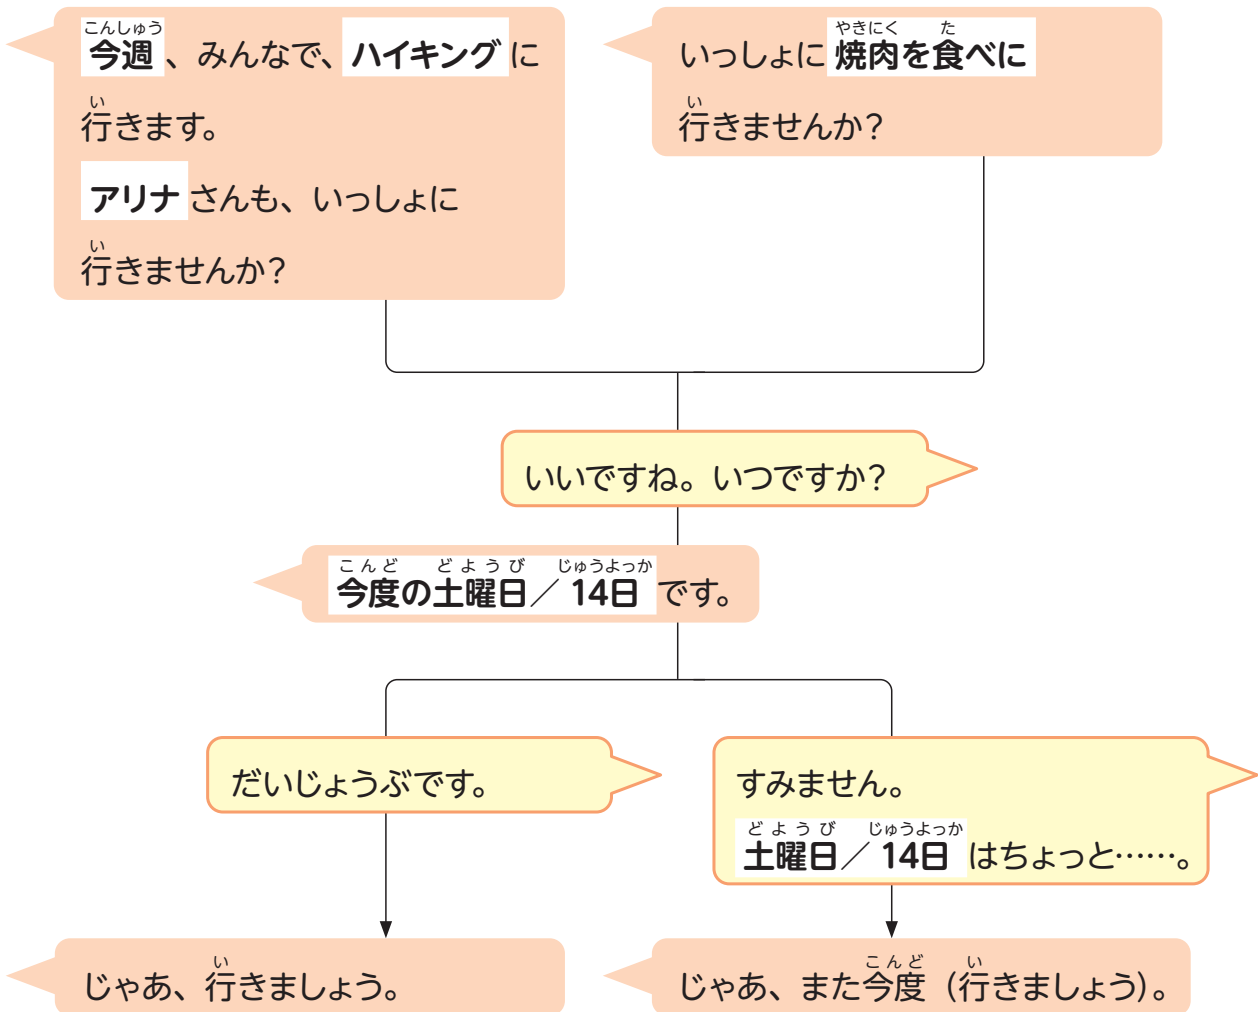 こんしゅう
今週、みんなで、ハイキングに
い
行きます。
アリナさんも、いっしょに
い
行きませんか?
やきにく た
いっしょに焼肉を食べに
い
行きませんか?
いいですね。いつですか?
こんど どようび じゅうよっか
今度の土曜日／14日です。
だいじょうぶです。
すみません。
どようび じゅうよっか
土曜日／14日はちょっと……。
い
じゃあ、行きましょう。
こんど い
じゃあ、また今度(行きましょう)。